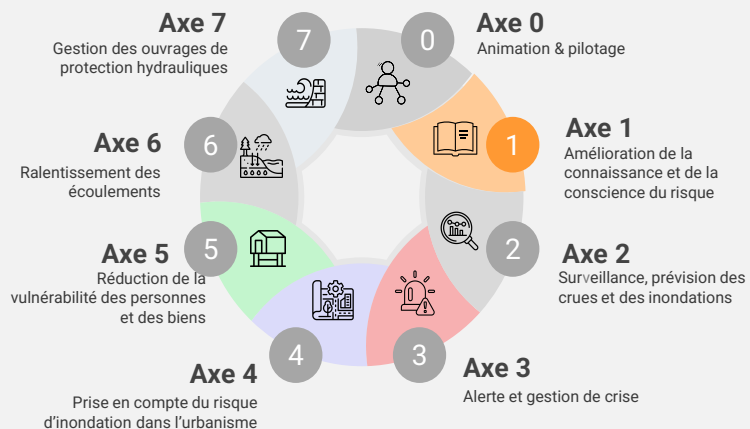 Axe 0
Animation & pilotage
0
Axe 1
Amélioration de la
connaissance et de la
conscience du risque
1
Axe 2
Surveillance, prévision des
crues et des inondations
2
Axe 3
Alerte et gestion de crise
3
Axe 4
Prise en compte du risque
d'inondation dans l'urbanisme
4
Axe 5
Réduction de la
vulnérabilité des personnes
et des biens
5
Axe 6
Ralentissement des
écoulements
6
Axe 7
Gestion des ouvrages de
protection hydrauliques
7